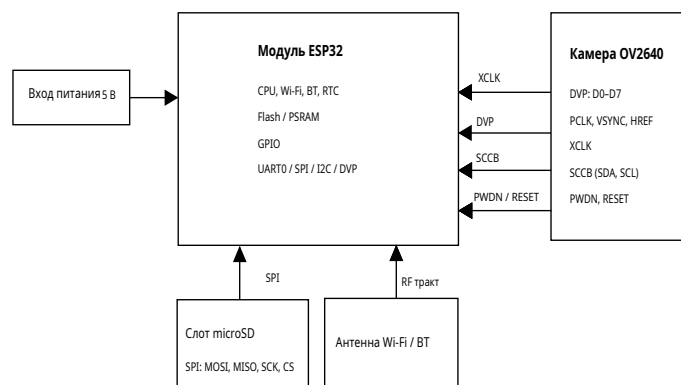 Модуль ESP32
CPU, Wi-Fi, BT, RTC
Flash / PSRAM
GPIO
UART0 / SPI / I2C / DVP
Вход питания 5 В
XCLK
DVP
SCCB
PWDN / RESET
Камера OV2640
DVP: D0–D7
PCLK, VSYNC, HREF
XCLK
SCCB (SDA, SCL)
PWDN, RESET
SPI
RF тракт
Слот microSD
SPI: MOSI, MISO, SCK, CS
Антенна Wi-Fi / BT